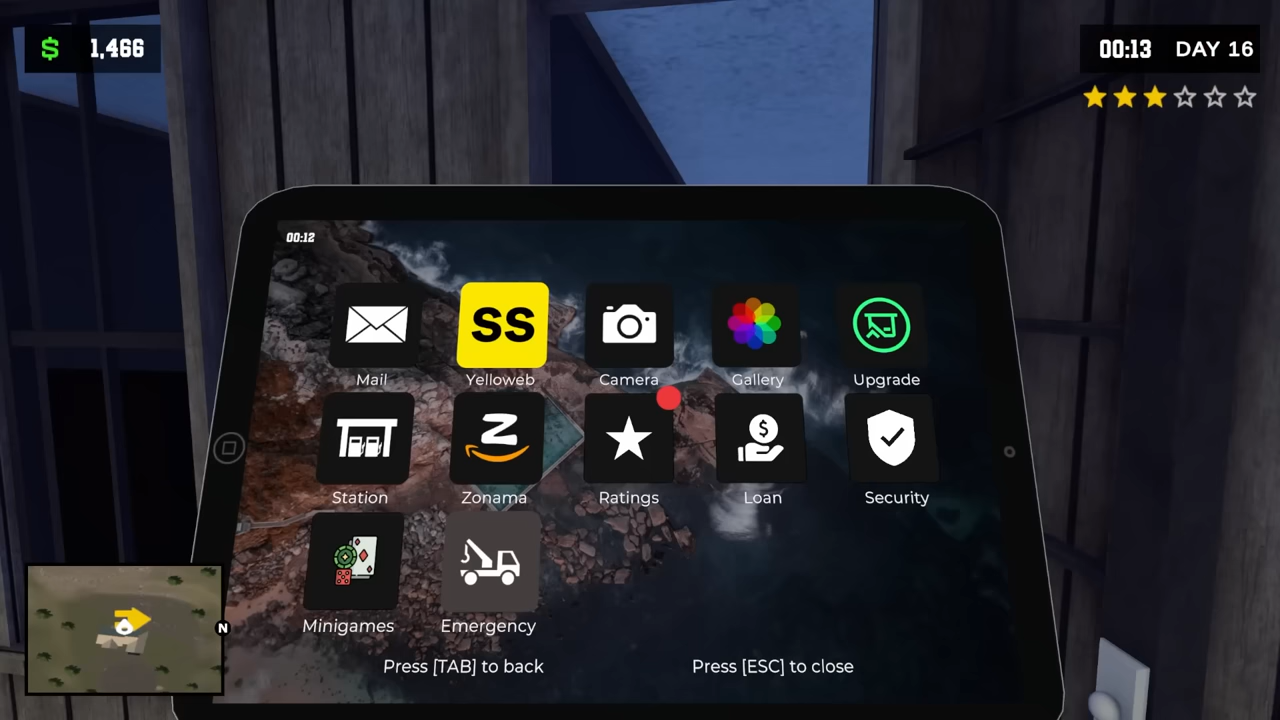 $ 1,466
00:13 DAY 16
00:12
SS
Mail Yelloweb Camera Gallery Upgrade
Z
$
Station Zonama Ratings Loan Security
Minigames Emergency
N
Press [TAB] to back Press [ESC] to close